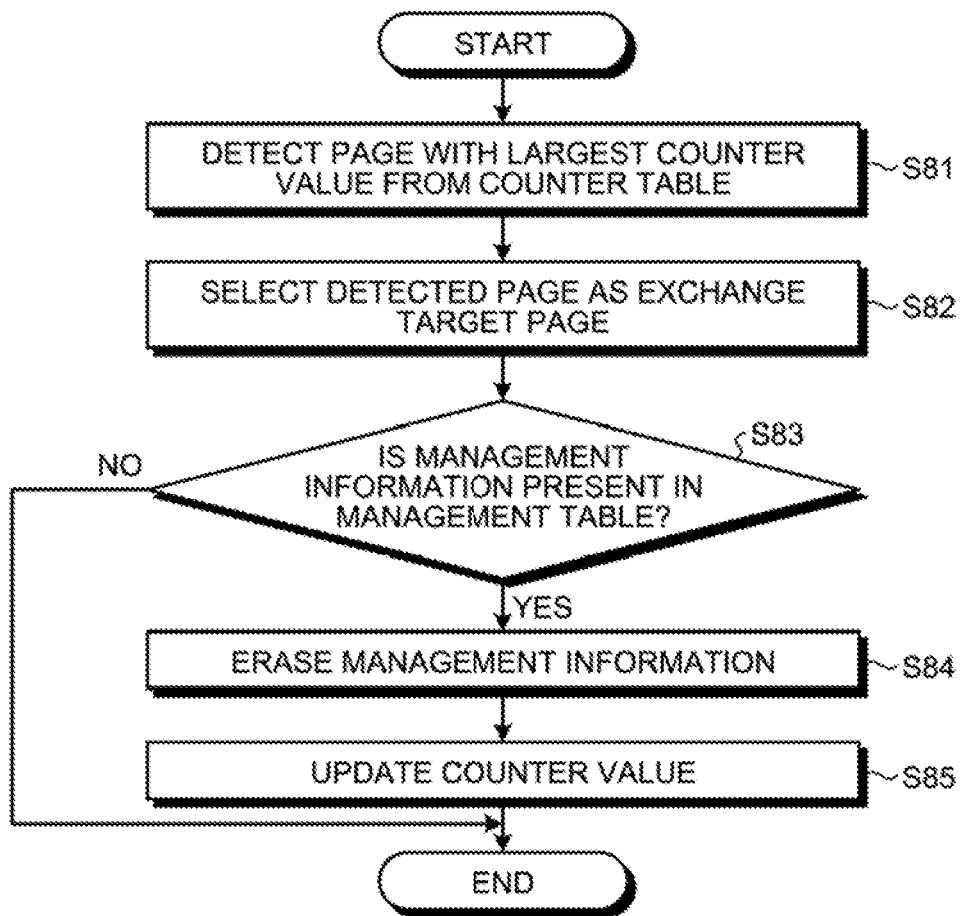 START
DETECT PAGE WITH LARGEST COUNTER
VALUE FROM COUNTER TABLE
S81
SELECT DETECTED PAGE AS EXCHANGE
TARGET PAGE
S82
S83
NO
IS MANAGEMENT
INFORMATION PRESENT IN
MANAGEMENT TABLE?
YES
ERASE MANAGEMENT INFORMATION
S84
UPDATE COUNTER VALUE
S85
END